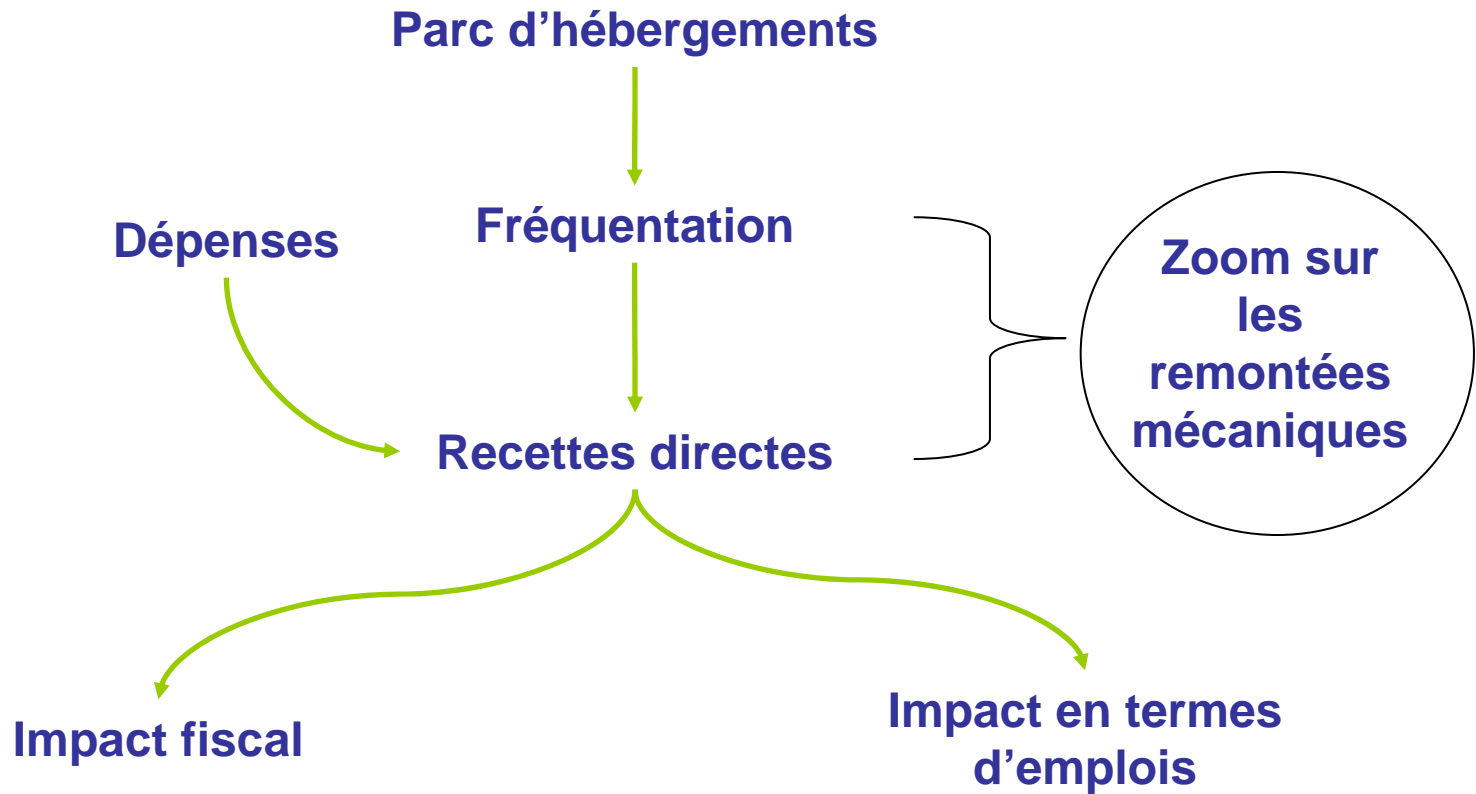 Parc d’hébergements
Dépenses
Fréquentation
Zoom sur
les
remontées
mécaniques
Recettes directes
Impact fiscal
Impact en termes
d’emplois